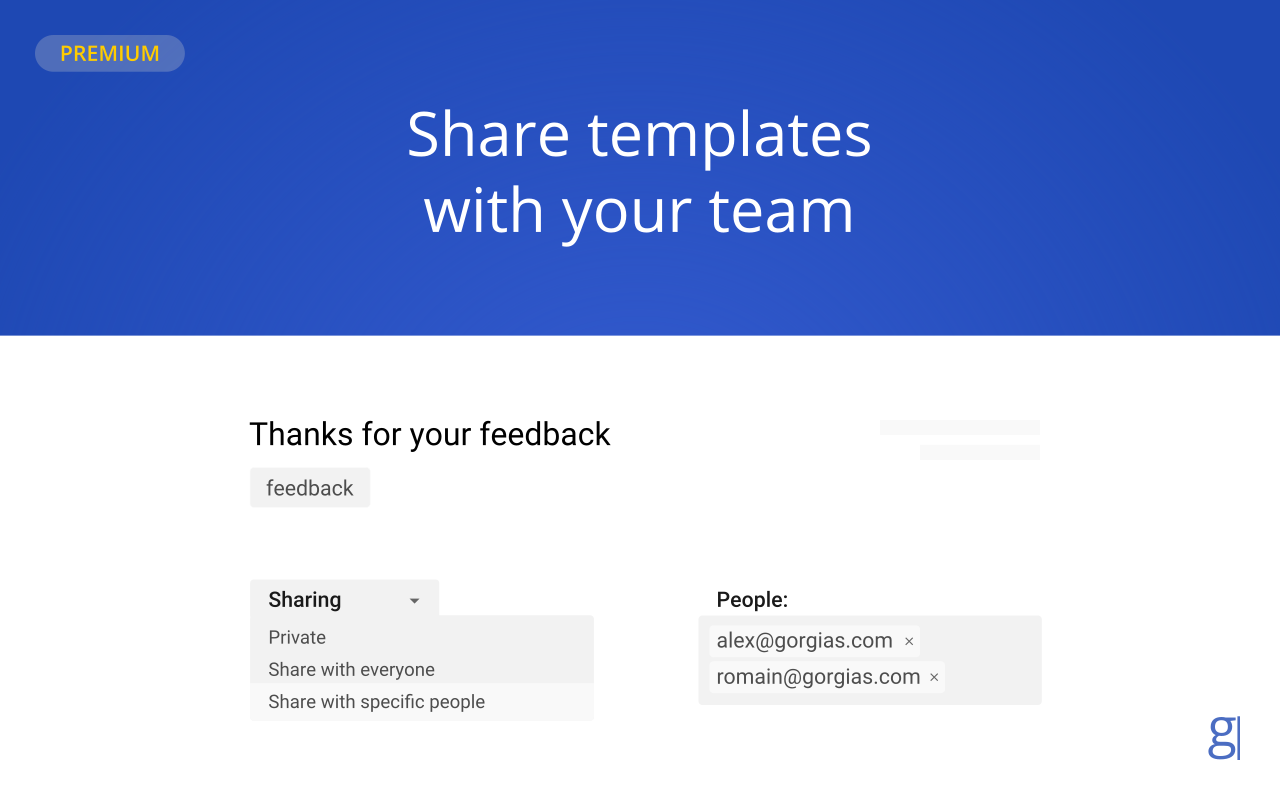 PREMIUM
Share templates
with your team
Thanks for your feedback
feedback
Sharing
Private
Share with everyone
Share with specific people
People:
alex@gorgias.com ×
romain@gorgias.com ×
g|